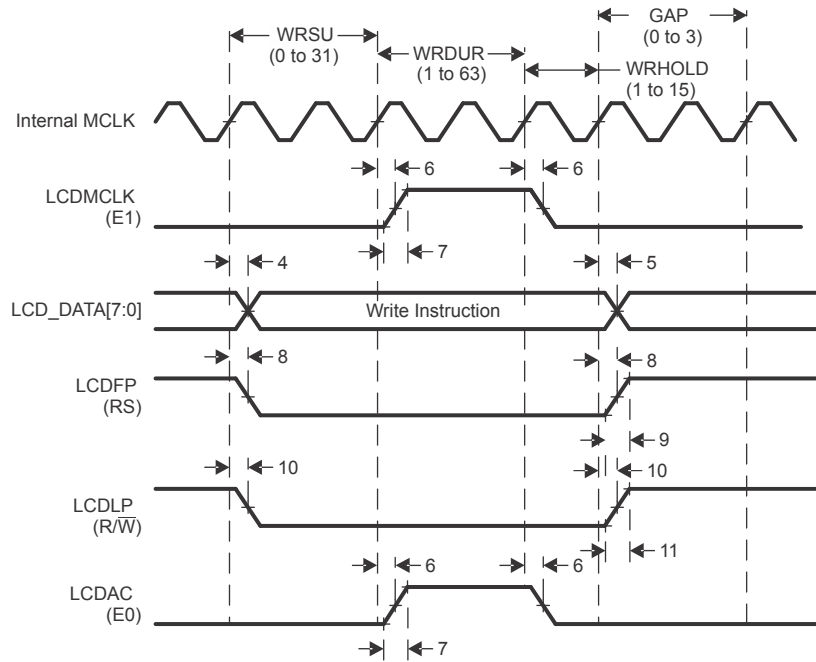 GAP
WRSU
(0 to 3)
(0 to 31)
WRDUR
(1 to 63)
WRHOLD
(1 to 15)
Internal MCLK
6 6
LCDMCLK
(E1)
7
4 5
LCD_DATA[7:0] Write Instruction
8 8
LCDFP
(RS)
9
10 10
LCDLP
(R/W̅)
11
6 6
LCDAC
(E0)
7